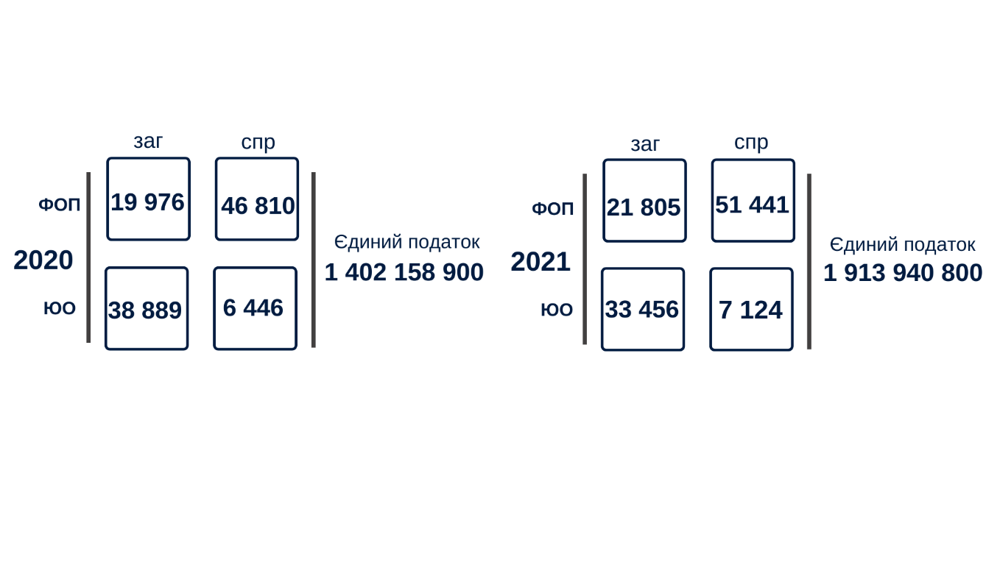 заг спр
ФОП 19 976 46 810
2020
Єдиний податок
1 402 158 900
ЮО 38 889 6 446
заг спр
ФОП 21 805 51 441
2021
Єдиний податок
1 913 940 800
ЮО 33 456 7 124